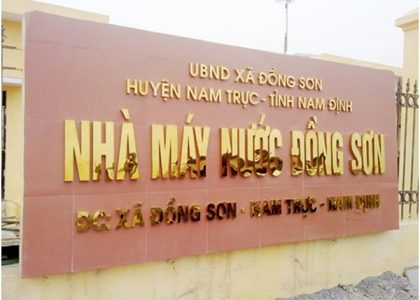 UBND XÃ ĐỒNG SƠN
HUYỆN NAM TRỰC - TỈNH NAM ĐỊNH
NHÀ MÁY NƯỚC ĐỒNG SƠN
ĐC: XÃ ĐỒNG SƠN - NAM TRỰC - NAM ĐỊNH